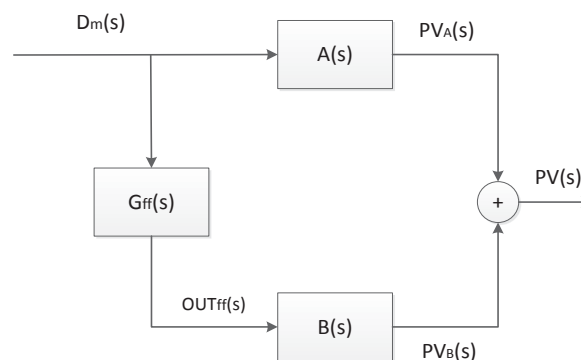 Dm(s)
PVA(s)
A(s)
Gff(s)
+
PV(s)
OUTff(s)
B(s)
PVB(s)